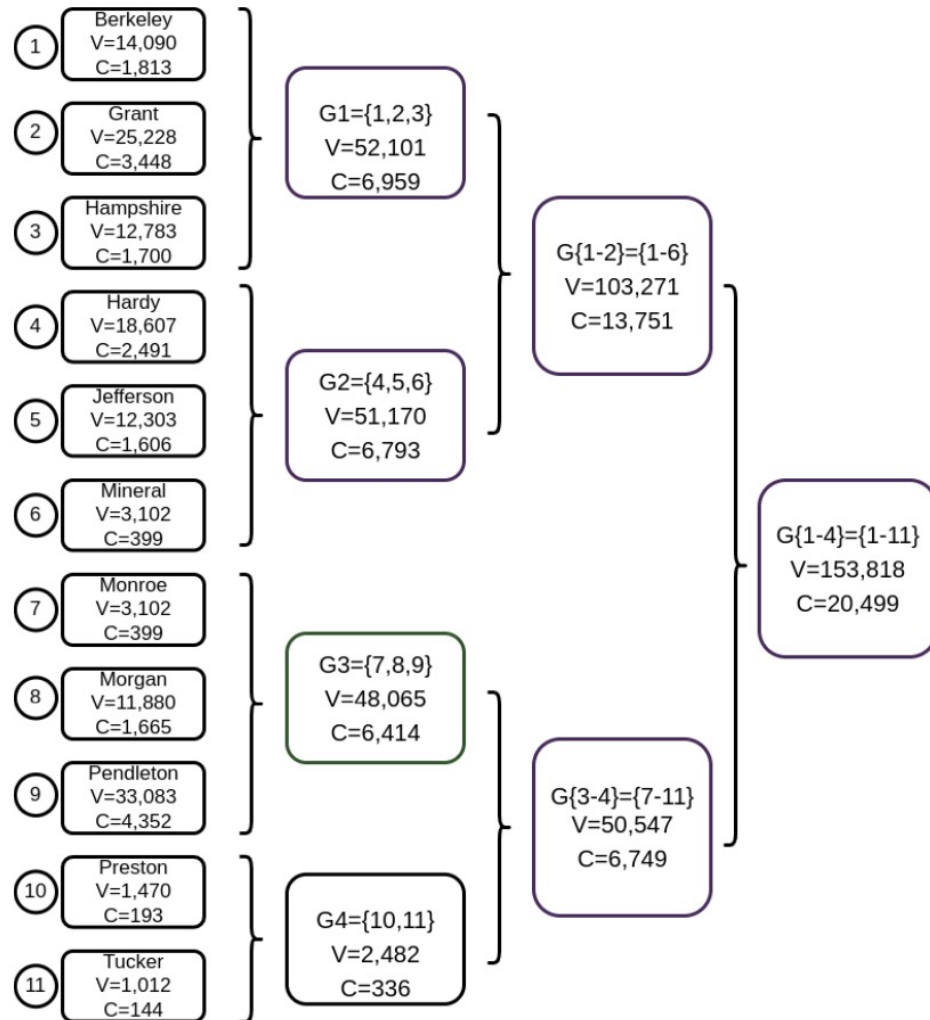 1
Berkeley
V=14,090
C=1,813
2
Grant
V=25,228
C=3,448
3
Hampshire
V=12,783
C=1,700
4
Hardy
V=18,607
C=2,491
5
Jefferson
V=12,303
C=1,606
6
Mineral
V=3,102
C=399
7
Monroe
V=3,102
C=399
8
Morgan
V=11,880
C=1,665
9
Pendleton
V=33,083
C=4,352
10
Preston
V=1,470
C=193
11
Tucker
V=1,012
C=144
G1={1,2,3}
V=52,101
C=6,959
G2={4,5,6}
V=51,170
C=6,793
G3={7,8,9}
V=48,065
C=6,414
G4={10,11}
V=2,482
C=336
G{1-2}={1-6}
V=103,271
C=13,751
G{3-4}={7-11}
V=50,547
C=6,749
G{1-4}={1-11}
V=153,818
C=20,499